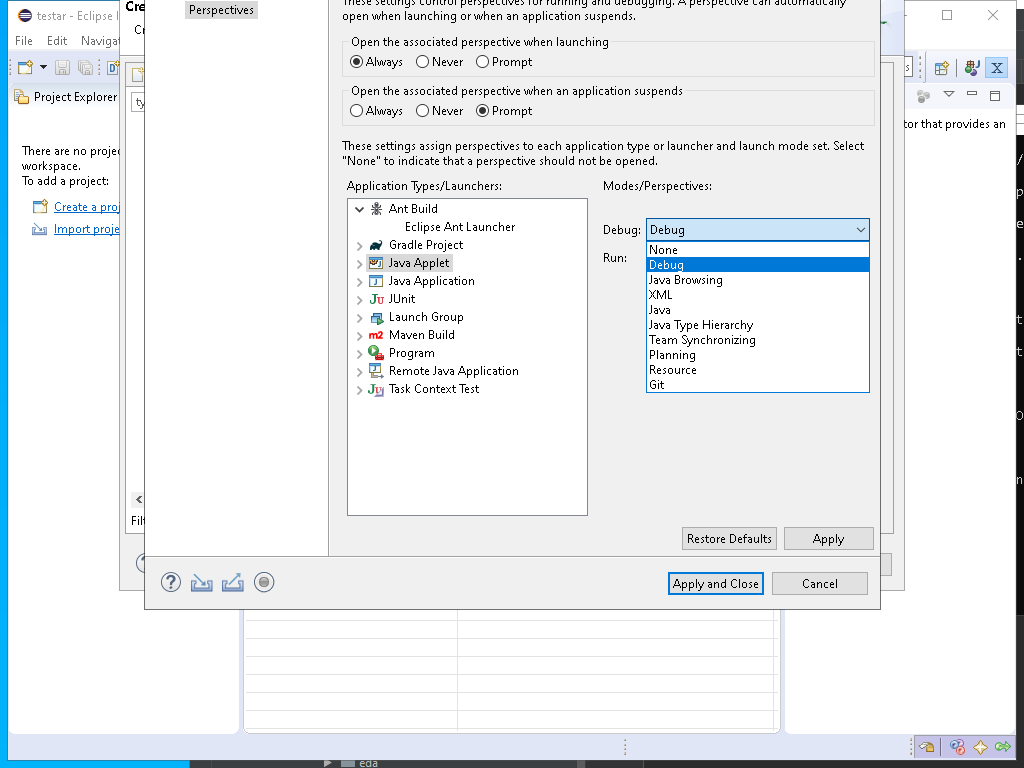 testar - Eclipse
Cre
Perspectives
These settings control perspectives for running and debugging. A perspective can automatically
open when launching or when an application suspends.
File Edit Navigat
Cr
Open the associated perspective when launching
Always Never Prompt
Open the associated perspective when an application suspends
Always Never Prompt
Project Explorer
ty
tor that provides an
These settings assign perspectives to each application type or launcher and launch mode set. Select
"None" to indicate that a perspective should not be opened.
There are no proje
workspace.
To add a project:
Create a proj
Import proje
Application Types/Launchers:
Modes/Perspectives:
Ant Build
Eclipse Ant Launcher
Gradle Project
Java Applet
Java Application
JUnit
Launch Group
Maven Build
Program
Remote Java Application
Task Context Test
Debug: Debug
Run:
None
Debug
Java Browsing
XML
Java
Java Type Hierarchy
Team Synchronizing
Planning
Resource
Git
Filt
Restore Defaults Apply
Apply and Close Cancel
eda